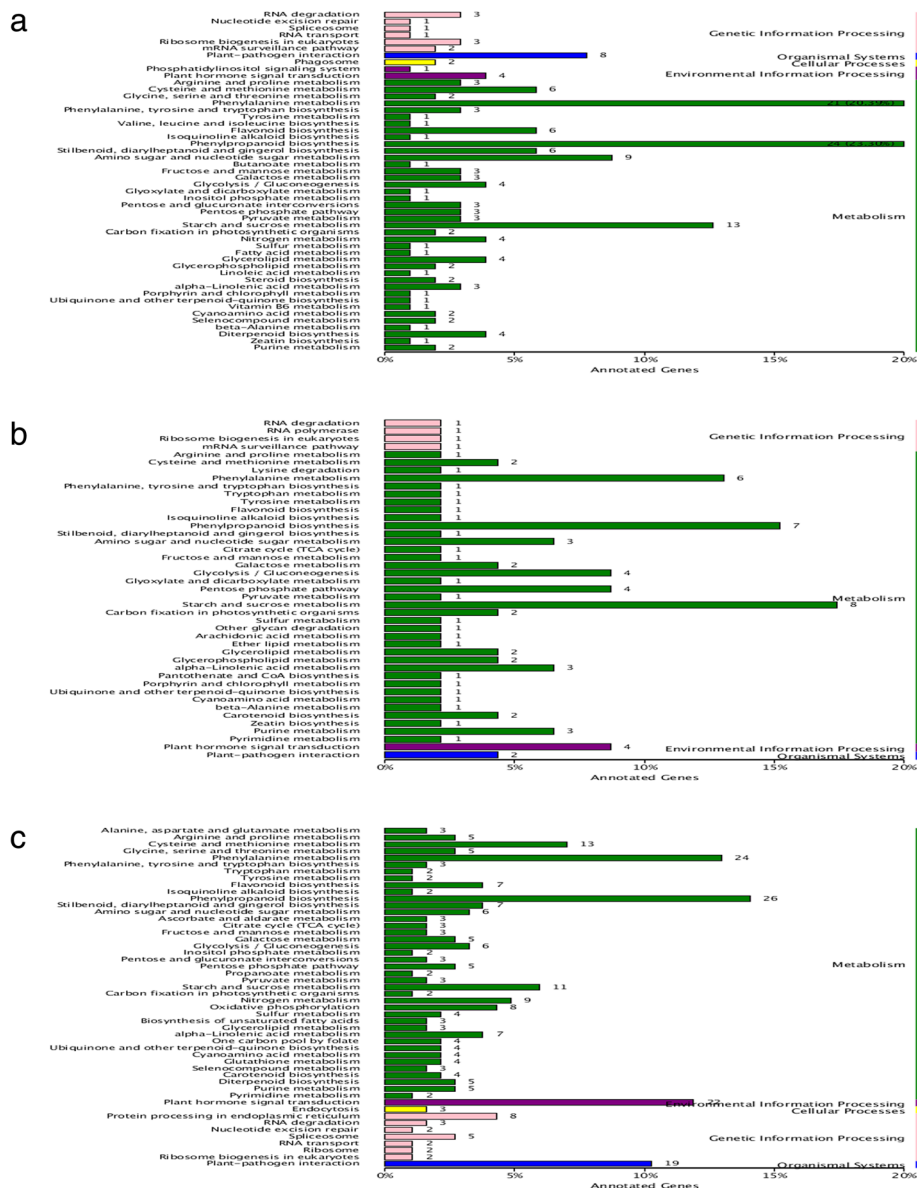 a
RNA degradation 3
Nucleotide excision repair 1
Spliceosome 1
RNA transport 1
Genetic Information Processing
Ribosome biogenesis in eukaryotes 3
mRNA surveillance pathway 2
Plant-pathogen interaction 8
Organismal Systems
Phagosome 2
Cellular Processes
Phosphatidylinositol signaling system 1
Plant hormone signal transduction 4
Environmental Information Processing
Arginine and proline metabolism 3
Cysteine and methionine metabolism 6
Glycine, serine and threonine metabolism 2
Phenylalanine metabolism 21 (20.39%)
Phenylalanine, tyrosine and tryptophan biosynthesis 3
Tyrosine metabolism 1
Valine, leucine and isoleucine biosynthesis 1
Flavonoid biosynthesis 6
Isoquinoline alkaloid biosynthesis 1
Phenylpropanoid biosynthesis 24 (23.30%)
Stilbenoid, diarylheptanoid and gingerol biosynthesis 6
Amino sugar and nucleotide sugar metabolism 9
Butanoate metabolism 1
Fructose and mannose metabolism 3
Galactose metabolism 3
Glycolysis / Gluconeogenesis 4
Glyoxylate and dicarboxylate metabolism 1
Inositol phosphate metabolism 1
Pentose and glucuronate interconversions 3
Pentose phosphate pathway 3
Pyruvate metabolism 3
Metabolism
Starch and sucrose metabolism 13
Carbon fixation in photosynthetic organisms 2
Nitrogen metabolism 4
Sulfur metabolism 1
Fatty acid metabolism 1
Glycerolipid metabolism 4
Glycerophospholipid metabolism 2
Linoleic acid metabolism 1
Steroid biosynthesis 2
alpha-Linolenic acid metabolism 3
Porphyrin and chlorophyll metabolism 1
Ubiquinone and other terpenoid-quinone biosynthesis 1
Vitamin B6 metabolism 1
Cyanoamino acid metabolism 2
Selenocompound metabolism 2
beta-Alanine metabolism 1
Diterpenoid biosynthesis 4
Zeatin biosynthesis 1
Purine metabolism 2
0% 5% 10% 15% 20%
Annotated Genes
b
RNA degradation 1
RNA polymerase 1
Genetic Information Processing
Ribosome biogenesis in eukaryotes 1
mRNA surveillance pathway 1
Arginine and proline metabolism 1
Cysteine and methionine metabolism 2
Lysine degradation 1
Phenylalanine metabolism 6
Phenylalanine, tyrosine and tryptophan biosynthesis 1
Tryptophan metabolism 1
Tyrosine metabolism 1
Flavonoid biosynthesis 1
Isoquinoline alkaloid biosynthesis 1
Phenylpropanoid biosynthesis 7
Stilbenoid, diarylheptanoid and gingerol biosynthesis 1
Amino sugar and nucleotide sugar metabolism 3
Citrate cycle (TCA cycle) 1
Fructose and mannose metabolism 1
Galactose metabolism 2
Glycolysis / Gluconeogenesis 4
Glyoxylate and dicarboxylate metabolism 1
Pentose phosphate pathway 4
Pyruvate metabolism 1
Metabolism
Starch and sucrose metabolism 8
Carbon fixation in photosynthetic organisms 2
Sulfur metabolism 1
Other glycan degradation 1
Arachidonic acid metabolism 1
Ether lipid metabolism 1
Glycerolipid metabolism 2
Glycerophospholipid metabolism 2
alpha-Linolenic acid metabolism 3
Pantothenate and CoA biosynthesis 1
Porphyrin and chlorophyll metabolism 1
Ubiquinone and other terpenoid-quinone biosynthesis 1
Cyanoamino acid metabolism 1
beta-Alanine metabolism 1
Carotenoid biosynthesis 2
Zeatin biosynthesis 1
Purine metabolism 3
Pyrimidine metabolism 1
Plant hormone signal transduction 4
Environmental Information Processing
Plant-pathogen interaction 2
Organismal Systems
0% 5% 10% 15% 20%
Annotated Genes
c
Alanine, aspartate and glutamate metabolism 3
Arginine and proline metabolism 5
Cysteine and methionine metabolism 13
Glycine, serine and threonine metabolism 5
Phenylalanine metabolism 24
Phenylalanine, tyrosine and tryptophan biosynthesis 3
Tryptophan metabolism 2
Tyrosine metabolism 2
Flavonoid biosynthesis 7
Isoquinoline alkaloid biosynthesis 2
Phenylpropanoid biosynthesis 26
Stilbenoid, diarylheptanoid and gingerol biosynthesis 7
Amino sugar and nucleotide sugar metabolism 6
Ascorbate and aldarate metabolism 3
Citrate cycle (TCA cycle) 3
Fructose and mannose metabolism 3
Galactose metabolism 5
Glycolysis / Gluconeogenesis 6
Inositol phosphate metabolism 2
Pentose and glucuronate interconversions 3
Metabolism
Pentose phosphate pathway 5
Propanoate metabolism 2
Pyruvate metabolism 3
Starch and sucrose metabolism 11
Carbon fixation in photosynthetic organisms 2
Nitrogen metabolism 9
Oxidative phosphorylation 8
Sulfur metabolism 4
Biosynthesis of unsaturated fatty acids 3
Glycerolipid metabolism 3
alpha-Linolenic acid metabolism 7
One carbon pool by folate 4
Ubiquinone and other terpenoid-quinone biosynthesis 4
Cyanoamino acid metabolism 4
Glutathione metabolism 4
Selenocompound metabolism 3
Carotenoid biosynthesis 4
Diterpenoid biosynthesis 5
Purine metabolism 5
Pyrimidine metabolism 2
Plant hormone signal transduction 22
Environmental Information Processing
Endocytosis 3
Cellular Processes
Protein processing in endoplasmic reticulum 8
RNA degradation 3
Nucleotide excision repair 2
Spliceosome 5
Genetic Information Processing
RNA transport 2
Ribosome 2
Ribosome biogenesis in eukaryotes 2
Plant-pathogen interaction 19
Organismal Systems
0% 5% 10% 15% 20%
Annotated Genes